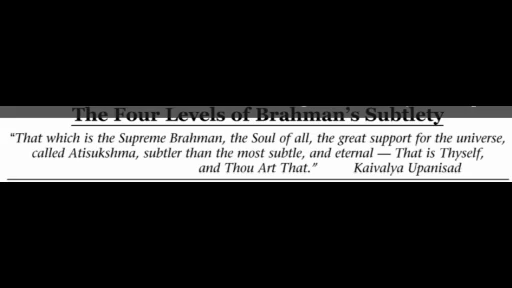 The Four Levels of Brahman's Subtlety
"That which is the Supreme Brahman, the Soul of all, the great support for the universe,
called Atisukshma, subtler than the most subtle, and eternal — That is Thyself,
and Thou Art That." Kaivalya Upanisad